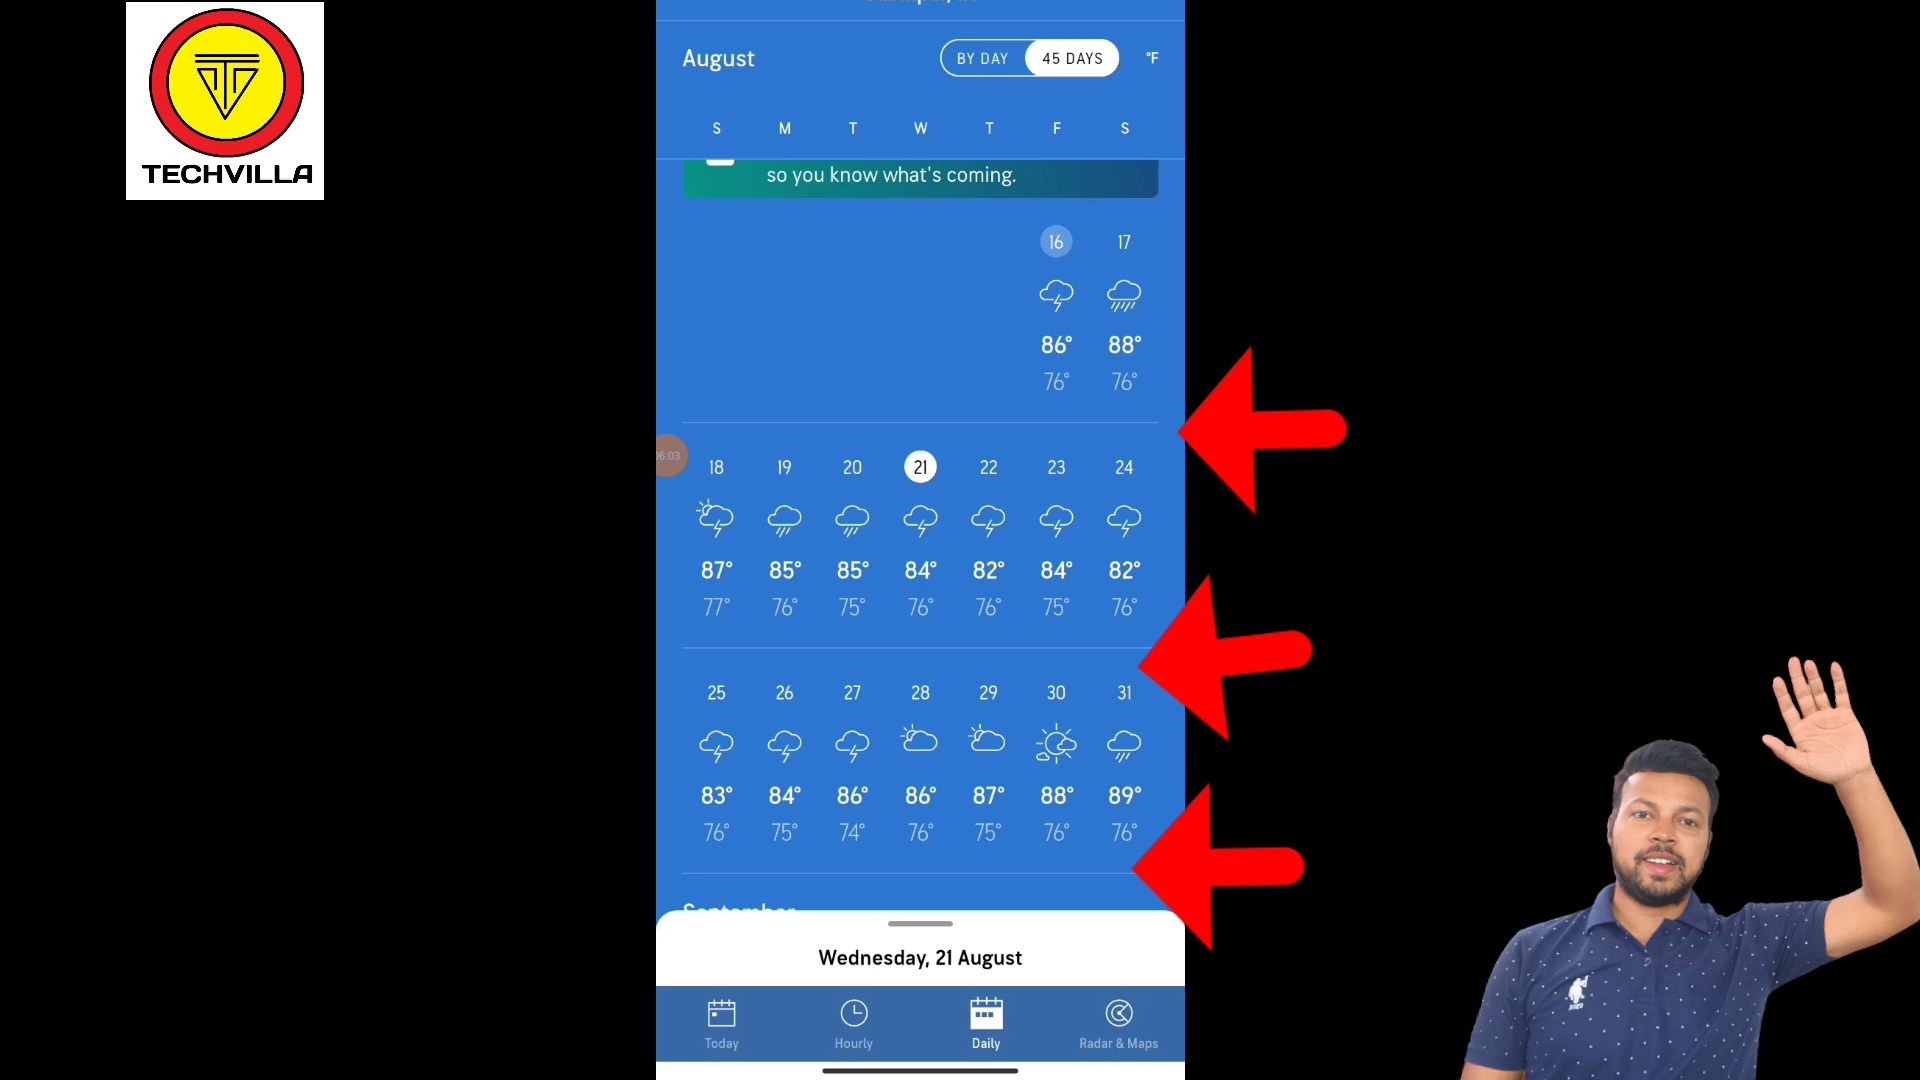 TECHVILLA
August
BY DAY
45 DAYS
°F
S M T W T F S
so you know what's coming.
16 17
86° 88°
76° 76°
06:03
18 19 20 21 22 23 24
87° 85° 85° 84° 82° 84° 82°
77° 76° 75° 76° 76° 75° 76°
25 26 27 28 29 30 31
83° 84° 86° 86° 87° 88° 89°
76° 75° 74° 76° 75° 76° 76°
September
Wednesday, 21 August
Today
Hourly
Daily
Radar & Maps